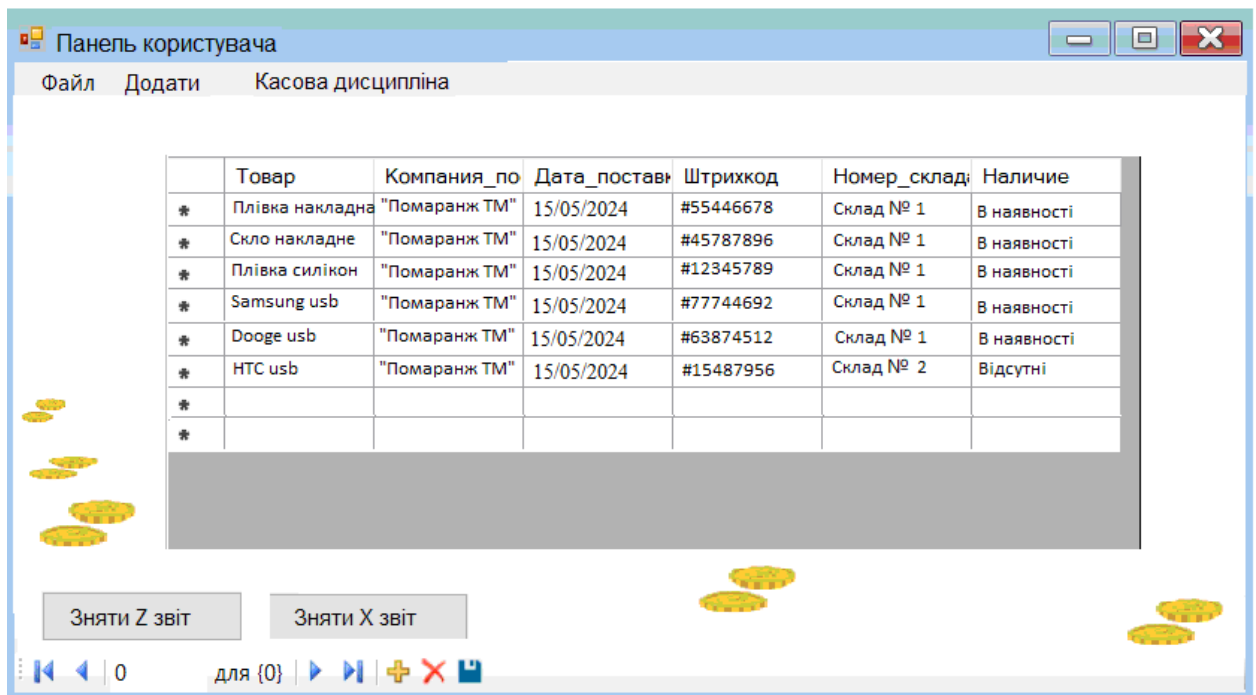 Панель користувача
Файл Додати Касова дисципліна
Товар Компания_по Дата_поставк Штрихкод Номер_склада Наличие
* Плівка накладна "Помаранж ТМ" 15/05/2024 #55446678 Склад № 1 В наявності
* Скло накладне "Помаранж ТМ" 15/05/2024 #45787896 Склад № 1 В наявності
* Плівка силікон "Помаранж ТМ" 15/05/2024 #12345789 Склад № 1 В наявності
* Samsung usb "Помаранж ТМ" 15/05/2024 #77744692 Склад № 1 В наявності
* Dooge usb "Помаранж ТМ" 15/05/2024 #63874512 Склад № 1 В наявності
* HTC usb "Помаранж ТМ" 15/05/2024 #15487956 Склад № 2 Відсутні
*
*
Зняти Z звіт Зняти X звіт
0 для {0}